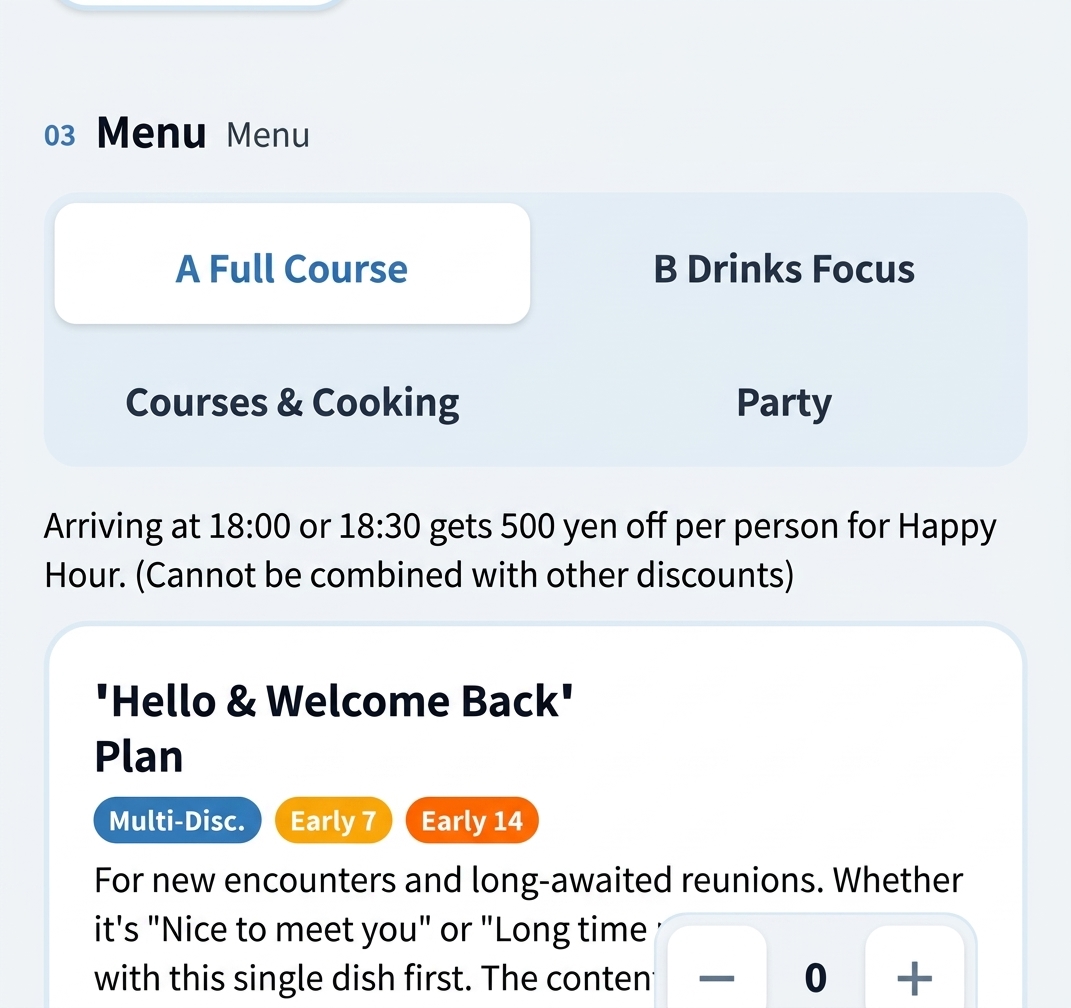 03 Menu Menu
A Full Course
B Drinks Focus
Courses & Cooking
Party
Arriving at 18:00 or 18:30 gets 500 yen off per person for Happy
Hour. (Cannot be combined with other discounts)
'Hello & Welcome Back'
Plan
Multi-Disc. Early 7 Early 14
For new encounters and long-awaited reunions. Whether
it's "Nice to meet you" or "Long time
with this single dish first. The
0